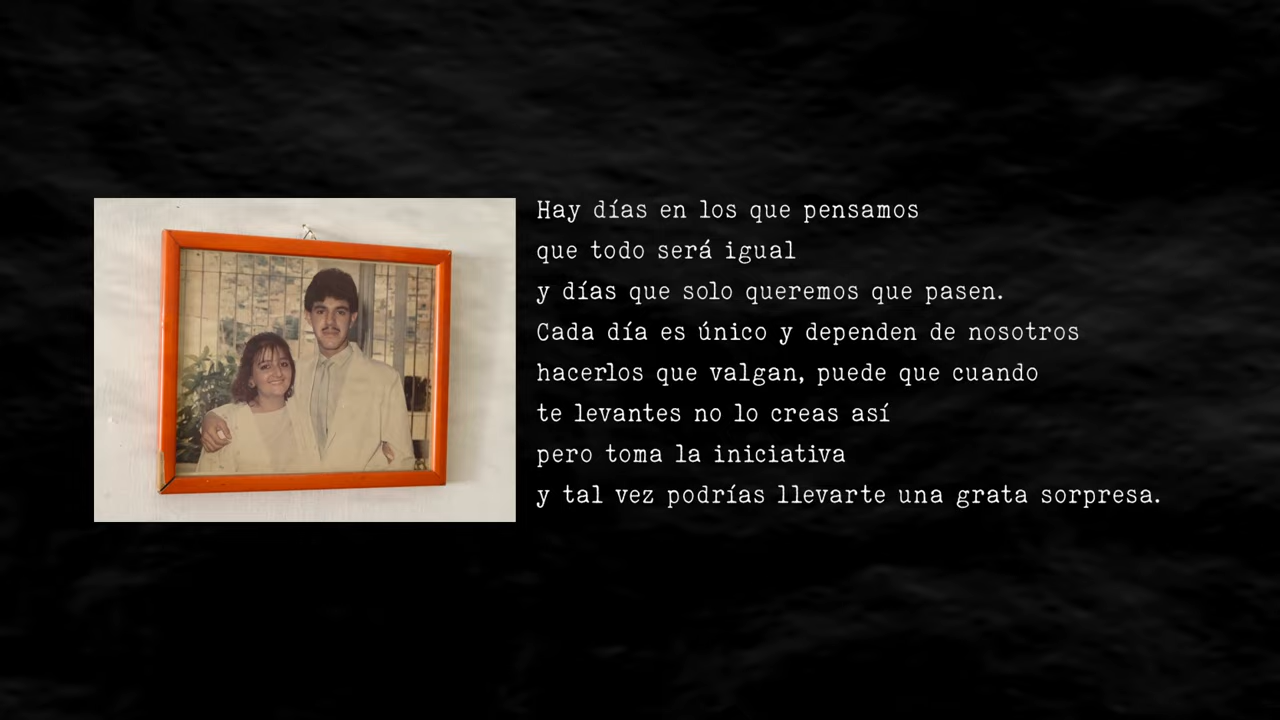 Hay días en los que pensamos
que todo será igual
y días que solo queremos que pasen.
Cada día es único y dependen de nosotros
hacerlos que valgan, puede que cuando
te levantes no lo creas así
pero toma la iniciativa
y tal vez podrías llevarte una grata sorpresa.